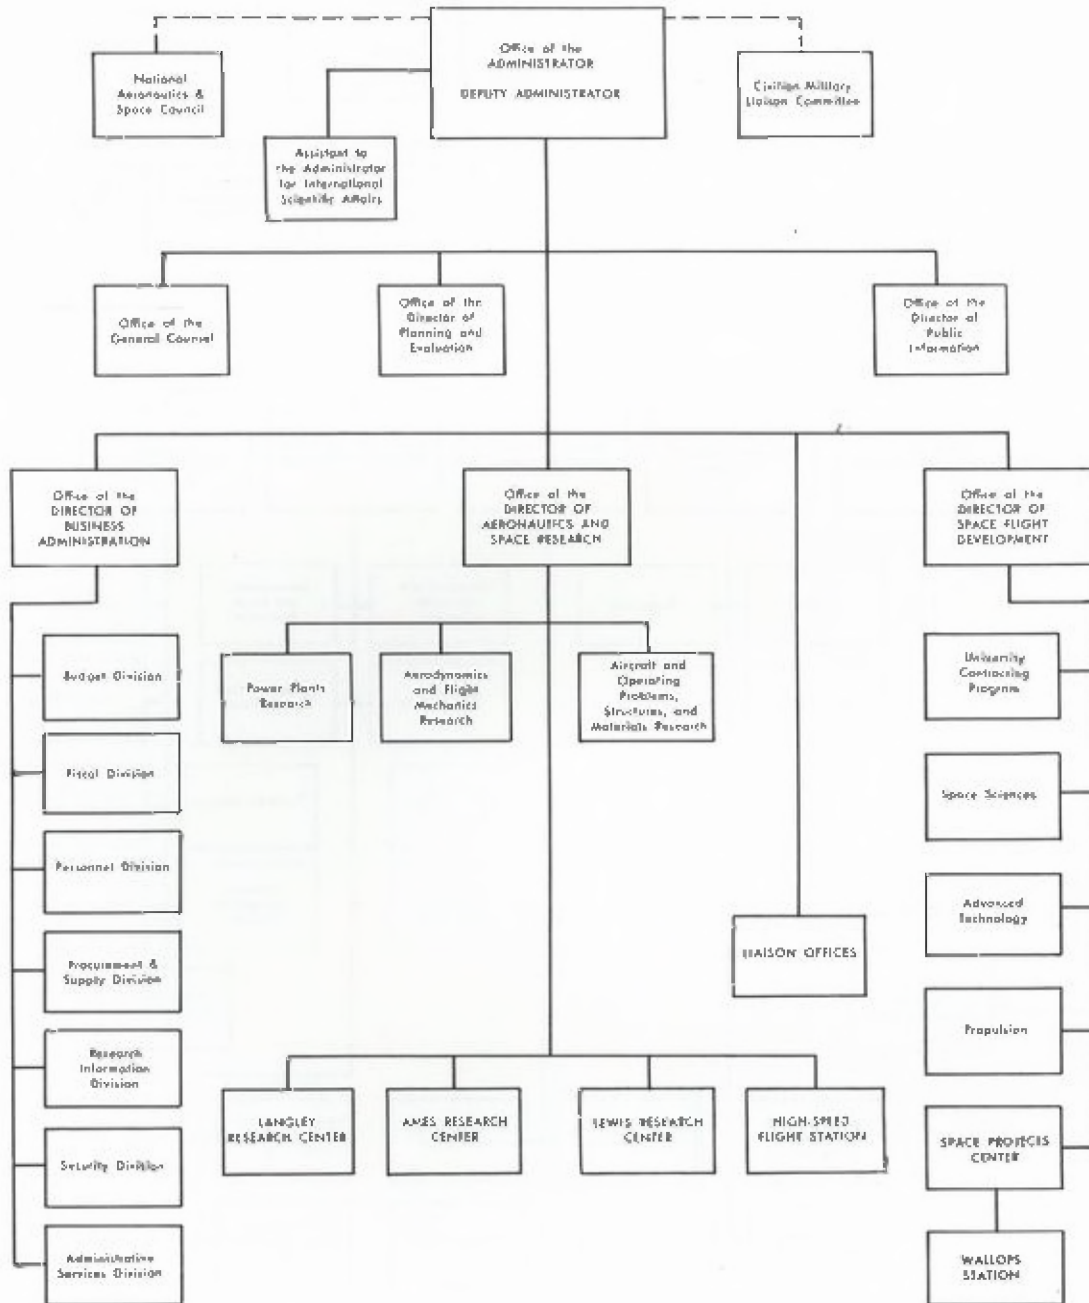 Office of the
ADMINISTRATOR
DEPUTY ADMINISTRATOR
National
Aeronautics &
Space Council
Civilian-Military
Liaison Committee
Assistant to
the Administrator
for International
Scientific Affairs
Office of the
General Counsel
Office of the
Director of
Planning and
Evaluation
Office of the
Director of
Public
Information
Office of the
DIRECTOR OF
BUSINESS
ADMINISTRATION
Office of the
DIRECTOR OF
AERONAUTICS AND
SPACE RESEARCH
Office of the
DIRECTOR OF
SPACE FLIGHT
DEVELOPMENT
Budget Division
Fiscal Division
Personnel Division
Procurement &
Supply Division
Research
Information
Division
Security Division
Administrative
Services Division
Power Plants
Research
Aerodynamics
and Flight
Mechanics
Research
Aircraft and
Operating
Problems,
Structures, and
Materials Research
LIAISON OFFICES
LANGLEY
RESEARCH CENTER
AMES RESEARCH
CENTER
LEWIS RESEARCH
CENTER
HIGH-SPEED
FLIGHT STATION
University
Contracting
Program
Space Sciences
Advanced
Technology
Propulsion
SPACE PROJECTS
CENTER
WALLOPS
STATION